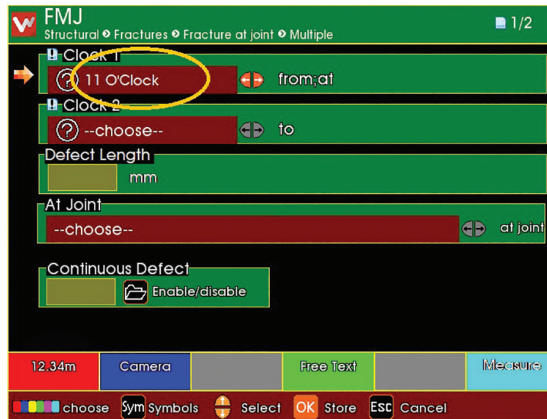 FMJ
1/2
Structural Fractures Fracture at joint Multiple
Clock 1
11 O'Clock from;at
Clock 2
--choose-- to
Defect Length
mm
At Joint
--choose-- at joint
Continuous Defect
Enable/disable
12.34m Camera Free Text Measure
choose Sym Symbols Select OK Store ESC Cancel